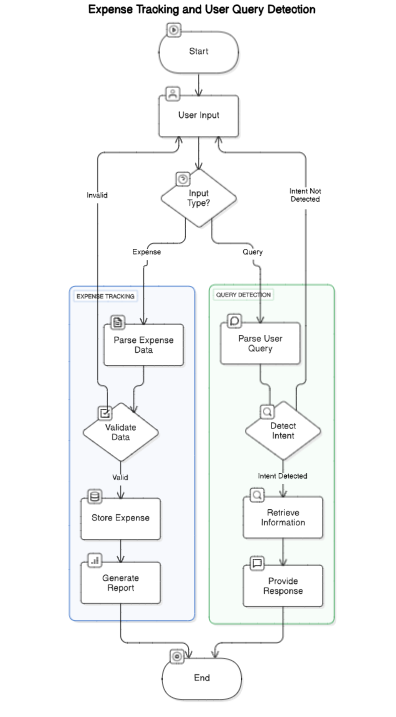 Expense Tracking and User Query Detection
Start
User Input
Input
Type?
Invalid
Intent Not
Detected
Expense
Query
EXPENSE TRACKING
QUERY DETECTION
Parse Expense
Data
Parse User
Query
Validate
Data
Detect
Intent
Valid
Intent Detected
Store Expense
Retrieve
Information
Generate
Report
Provide
Response
End